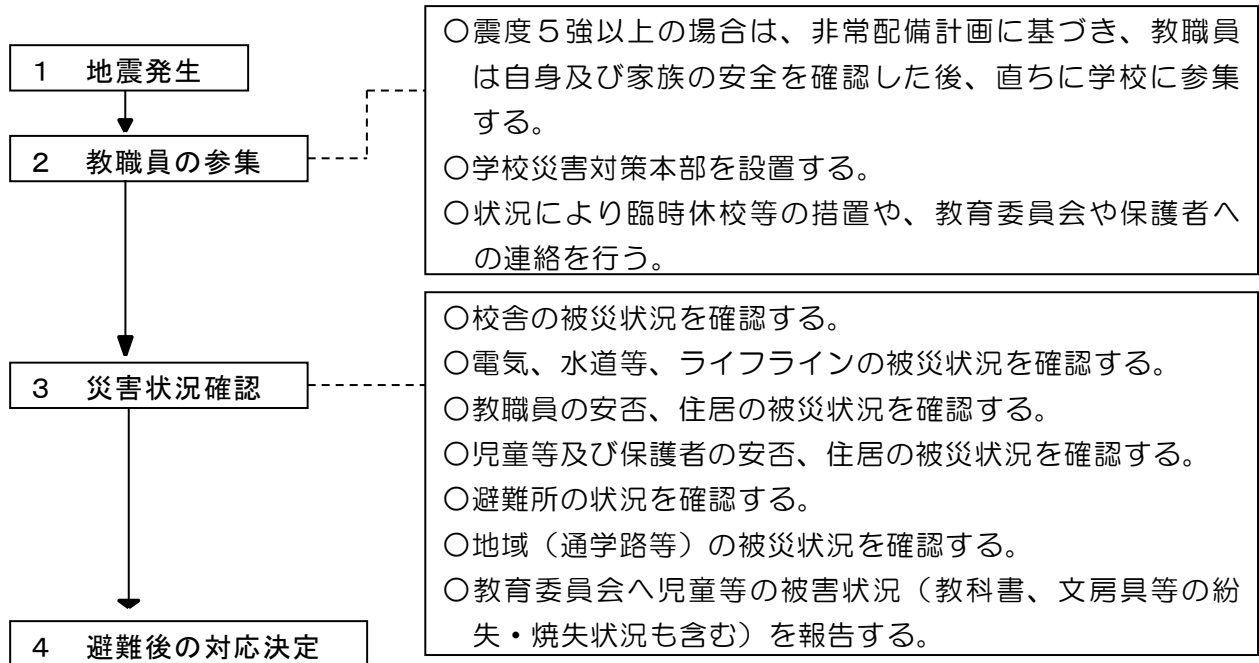 １　地震発生
２　教職員の参集
○震度５強以上の場合は、非常配備計画に基づき、教職員
は自身及び家族の安全を確認した後、直ちに学校に参集
する。
○学校災害対策本部を設置する。
○状況により臨時休校等の措置や、教育委員会や保護者へ
の連絡を行う。
３　災害状況確認
○校舎の被災状況を確認する。
○電気、水道等、ライフラインの被災状況を確認する。
○教職員の安否、住居の被災状況を確認する。
○児童等及び保護者の安否、住居の被災状況を確認する。
○避難所の状況を確認する。
○地域（通学路等）の被災状況を確認する。
○教育委員会へ児童等の被害状況（教科書、文房具等の紛
失・焼失状況も含む）を報告する。
４　避難後の対応決定